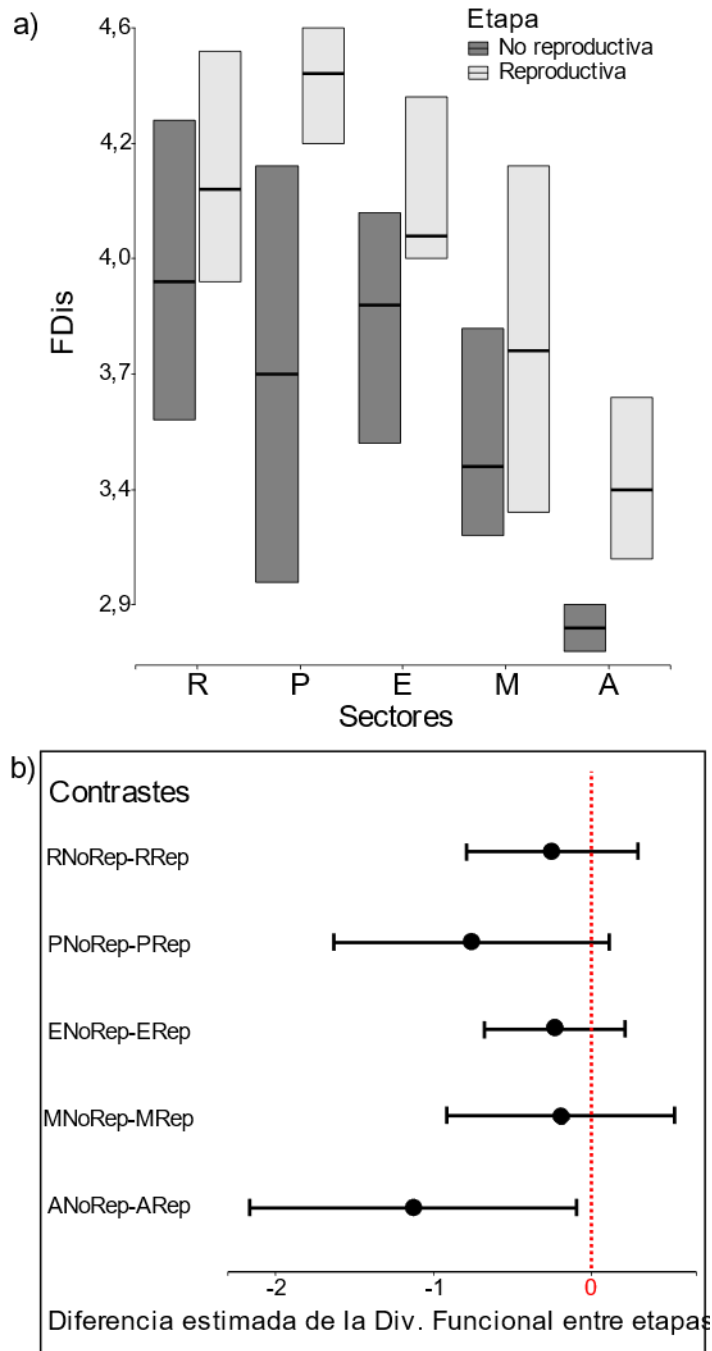 a)
Etapa
No reproductiva
Reproductiva
4,6
4,2
4,0
3,7
3,4
2,9
FDis
R P E M A
Sectores
b)
Contrastes
RNoRep-RRep
PNoRep-PRep
ENoRep-ERep
MNoRep-MRep
ANoRep-ARep
-2 -1 0
Diferencia estimada de la Div. Funcional entre etapas